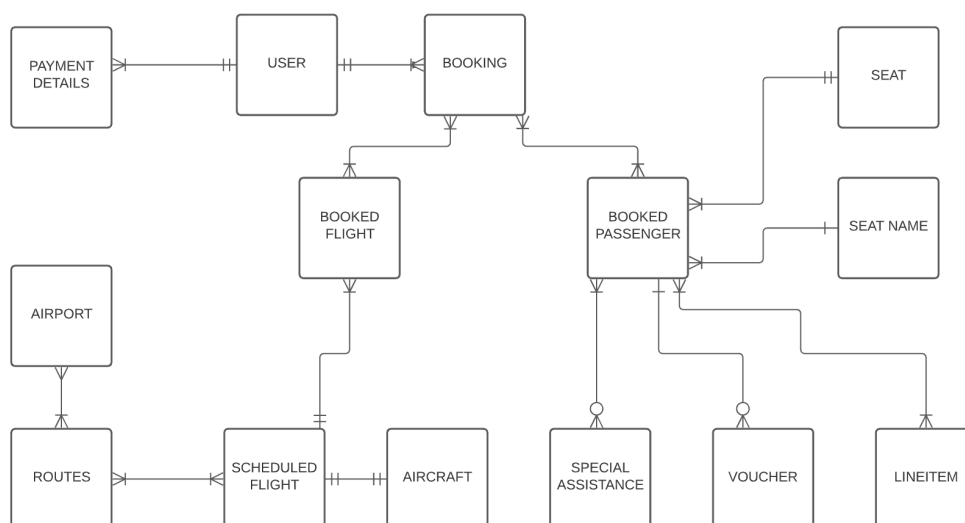 PAYMENT
DETAILS
USER
BOOKING
SEAT
BOOKED
FLIGHT
BOOKED
PASSENGER
SEAT NAME
AIRPORT
ROUTES
SCHEDULED
FLIGHT
AIRCRAFT
SPECIAL
ASSISTANCE
VOUCHER
LINEITEM